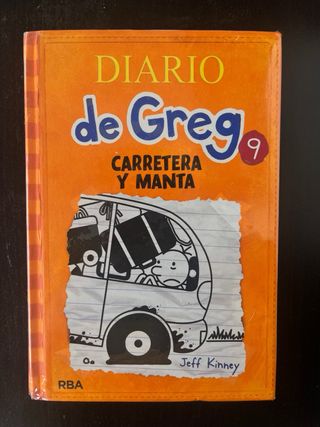 DIARIO
de Greg 9
CARRETERA
Y MANTA
Jeff Kinney
RBA